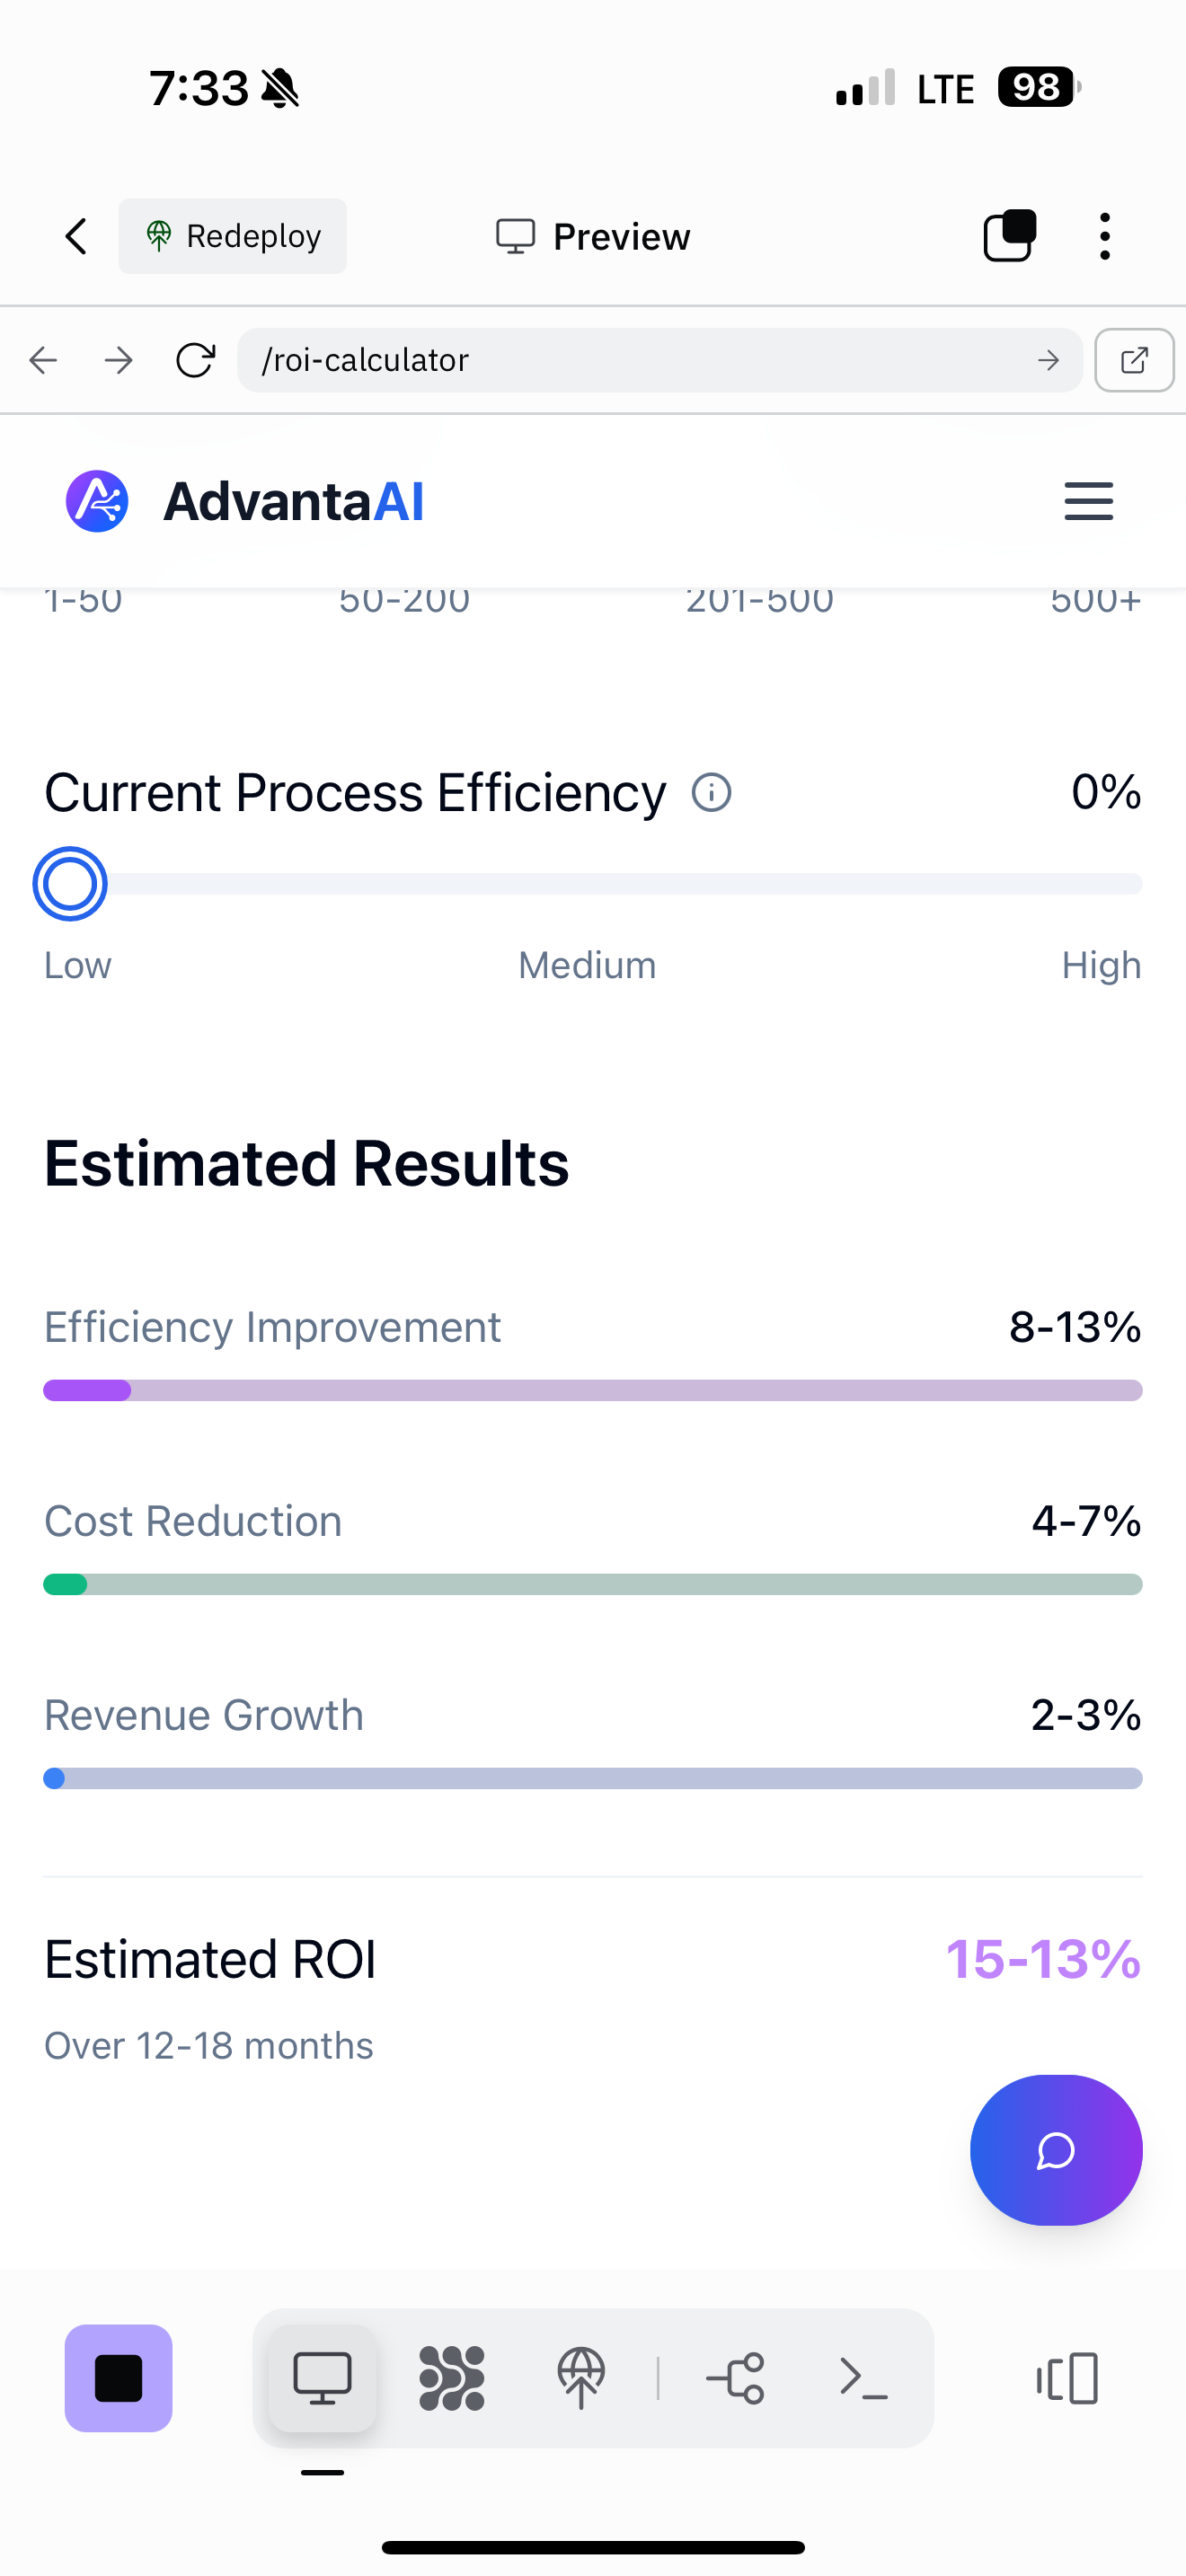 7:33 LTE 98
Redeploy Preview
/roi-calculator
AdvantaAI
1-50 50-200 201-500 500+
Current Process Efficiency 0%
Low Medium High
Estimated Results
Efficiency Improvement 8-13%
Cost Reduction 4-7%
Revenue Growth 2-3%
Estimated ROI 15-13%
Over 12-18 months